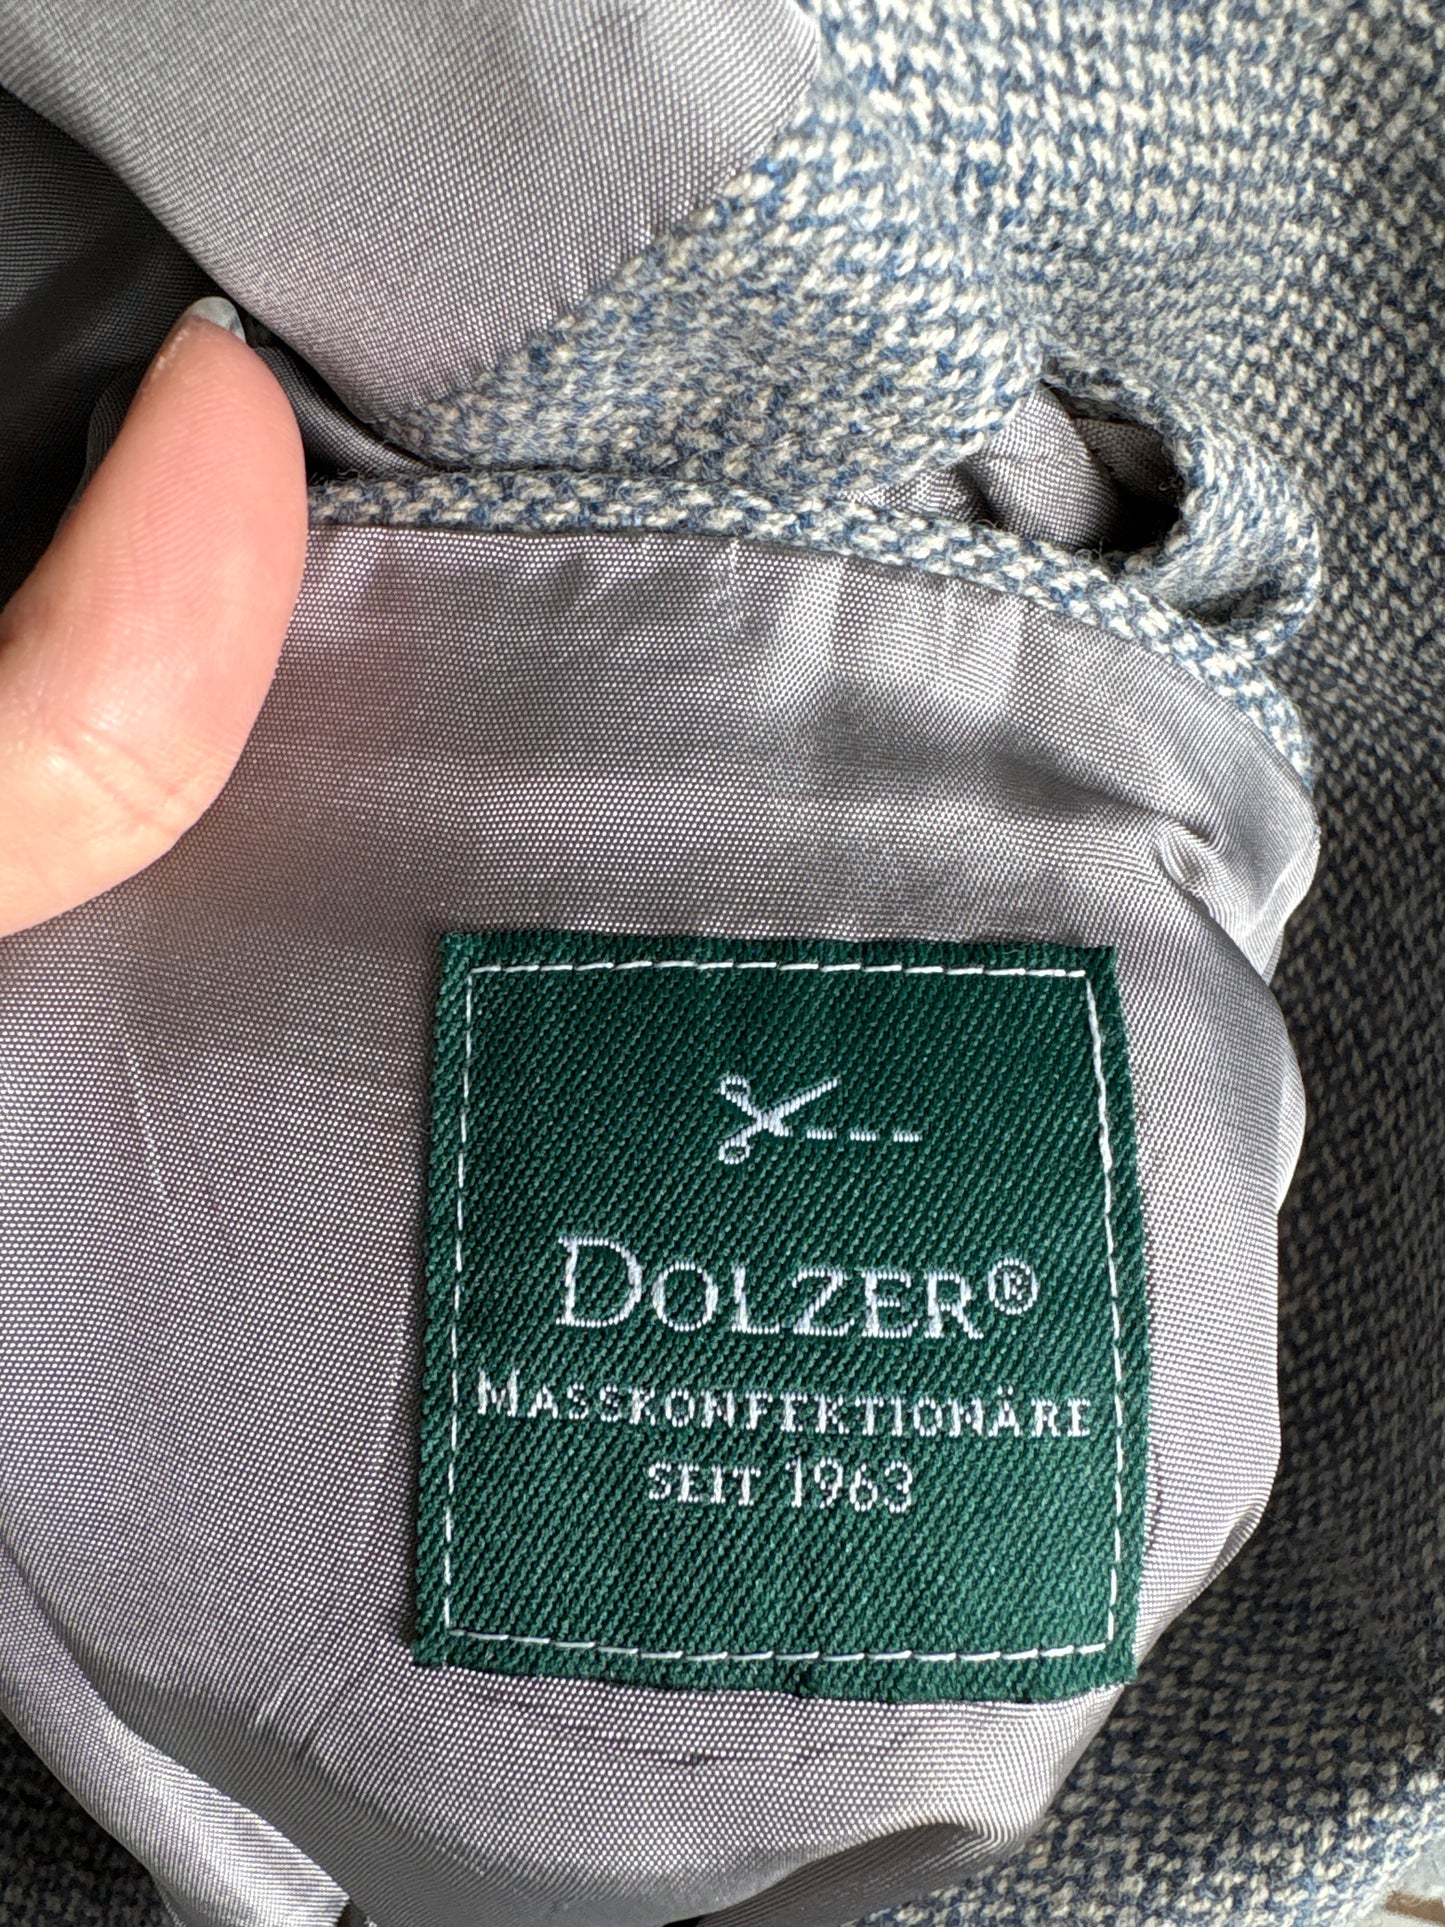 DOLZER®
MASSKONFEKTIONÄRE
SEIT 1963